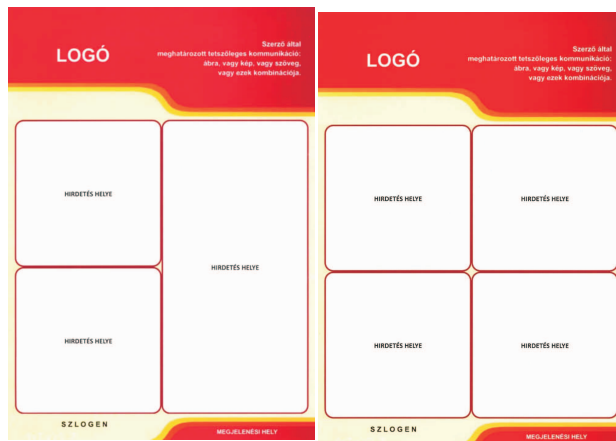 LOGÓ
Szerző által
meghatározott tetszőleges kommunikáció:
ábra, vagy kép, vagy szöveg,
vagy ezek kombinációja.
HIRDETÉS HELYE
HIRDETÉS HELYE
HIRDETÉS HELYE
SZLOGEN
MEGJELENÉSI HELY
LOGÓ
Szerző által
meghatározott tetszőleges kommunikáció:
ábra, vagy kép, vagy szöveg,
vagy ezek kombinációja.
HIRDETÉS HELYE
HIRDETÉS HELYE
HIRDETÉS HELYE
HIRDETÉS HELYE
SZLOGEN
MEGJELENÉSI HELY